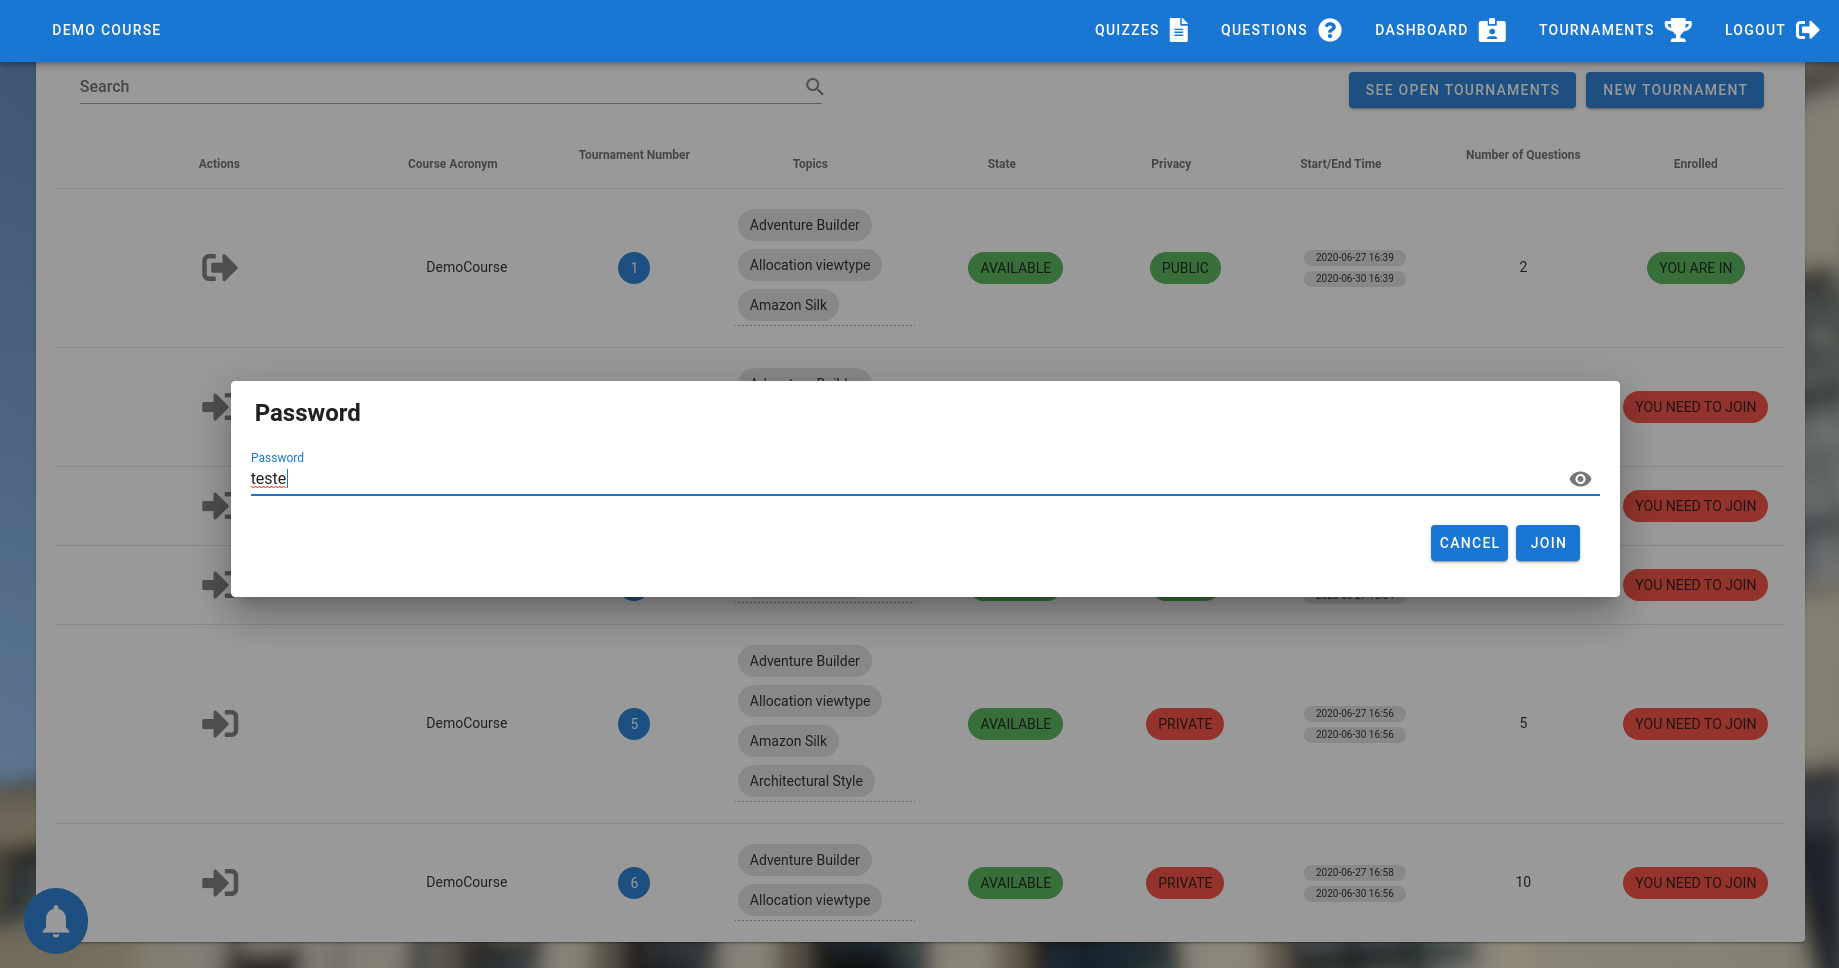 DEMO COURSE QUIZZES QUESTIONS DASHBOARD TOURNAMENTS LOGOUT
Search SEE OPEN TOURNAMENTS NEW TOURNAMENT
Actions Course Acronym Tournament Number Topics State Privacy Start/End Time Number of Questions Enrolled
Adventure Builder
DemoCourse 1 Allocation viewtype AVAILABLE PUBLIC 2020-06-27 16:39 2 YOU ARE IN
2020-06-30 16:39
Amazon Silk
YOU NEED TO JOIN
Password
Password
teste
YOU NEED TO JOIN
CANCEL JOIN
YOU NEED TO JOIN
Adventure Builder
Allocation viewtype
DemoCourse 5 AVAILABLE PRIVATE 2020-06-27 16:56 5 YOU NEED TO JOIN
2020-06-30 16:56
Amazon Silk
Architectural Style
Adventure Builder
DemoCourse 6 AVAILABLE PRIVATE 2020-06-27 16:58 10 YOU NEED TO JOIN
2020-06-30 16:56
Allocation viewtype